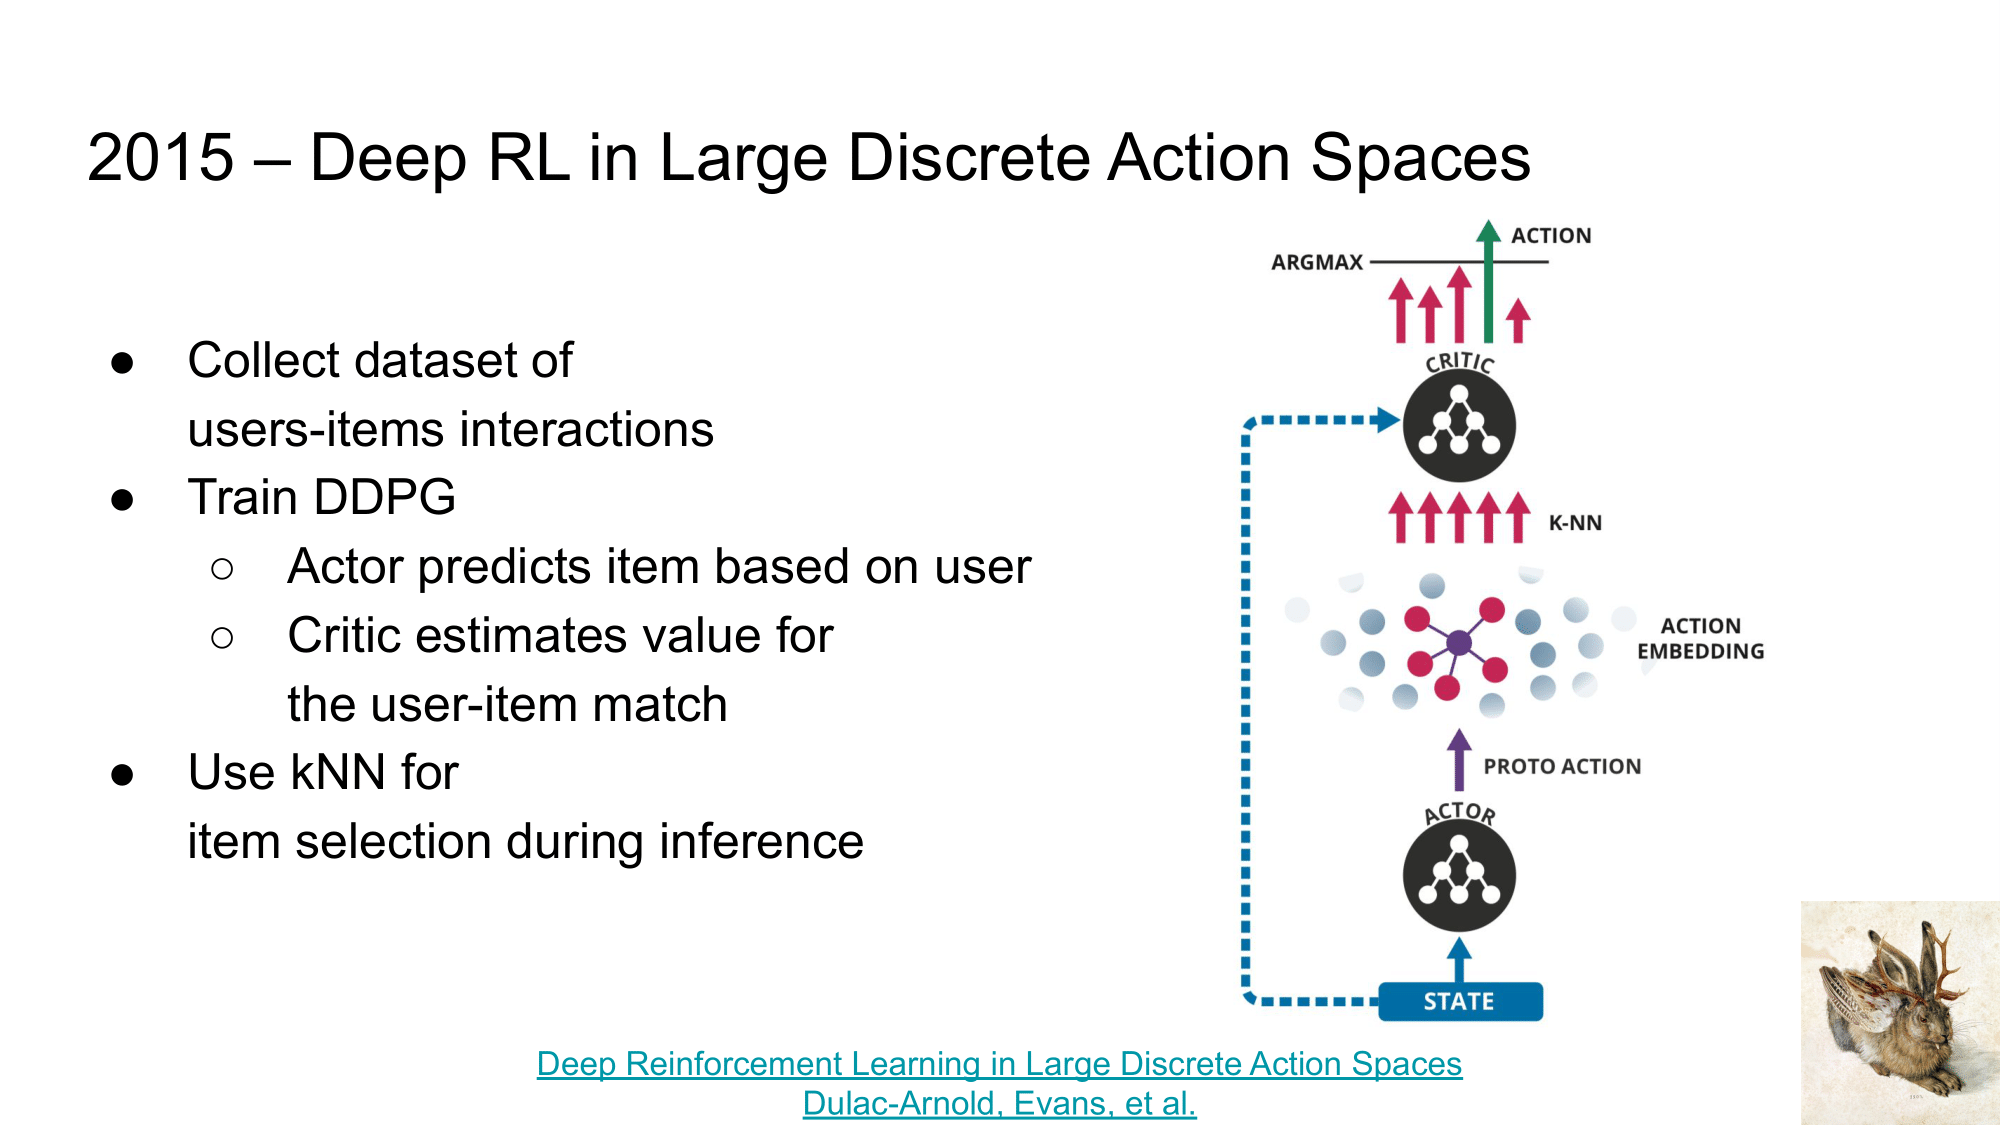 2015 – Deep RL in Large Discrete Action Spaces
● Collect dataset of
users-items interactions
● Train DDPG
○ Actor predicts item based on user
○ Critic estimates value for
the user-item match
● Use kNN for
item selection during inference
ACTION
ARGMAX
CRITIC
K-NN
ACTION
EMBEDDING
PROTO ACTION
ACTOR
STATE
Deep Reinforcement Learning in Large Discrete Action Spaces
Dulac-Arnold, Evans, et al.